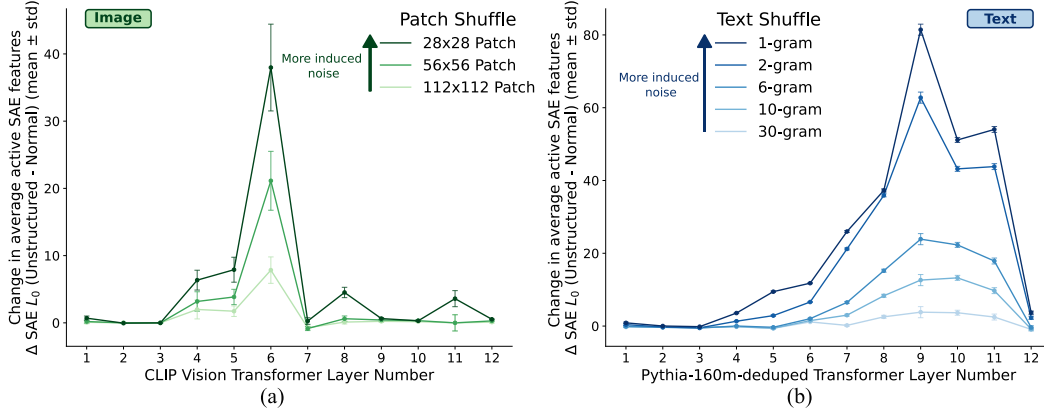 Image
Patch Shuffle
28x28 Patch
56x56 Patch
112x112 Patch
More induced
noise
Change in average active SAE features
Δ SAE L₀ (Unstructured - Normal) (mean ± std)
40
30
20
10
0
1 2 3 4 5 6 7 8 9 10 11 12
CLIP Vision Transformer Layer Number
(a)
Text Shuffle
Text
1-gram
2-gram
6-gram
10-gram
30-gram
More induced
noise
Change in average active SAE features
Δ SAE L₀ (Unstructured - Normal) (mean ± std)
80
60
40
20
0
1 2 3 4 5 6 7 8 9 10 11 12
Pythia-160m-deduped Transformer Layer Number
(b)